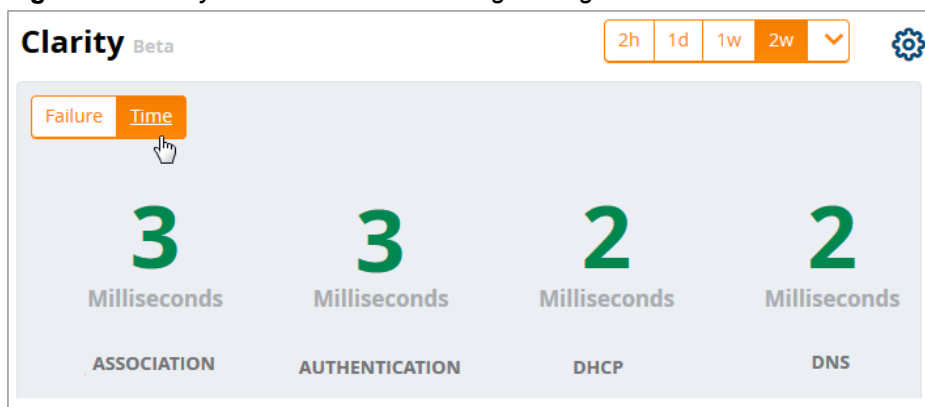 Clarity Beta
2h 1d 1w 2w
Failure Time
3 3 2 2
Milliseconds Milliseconds Milliseconds Milliseconds
ASSOCIATION AUTHENTICATION DHCP DNS